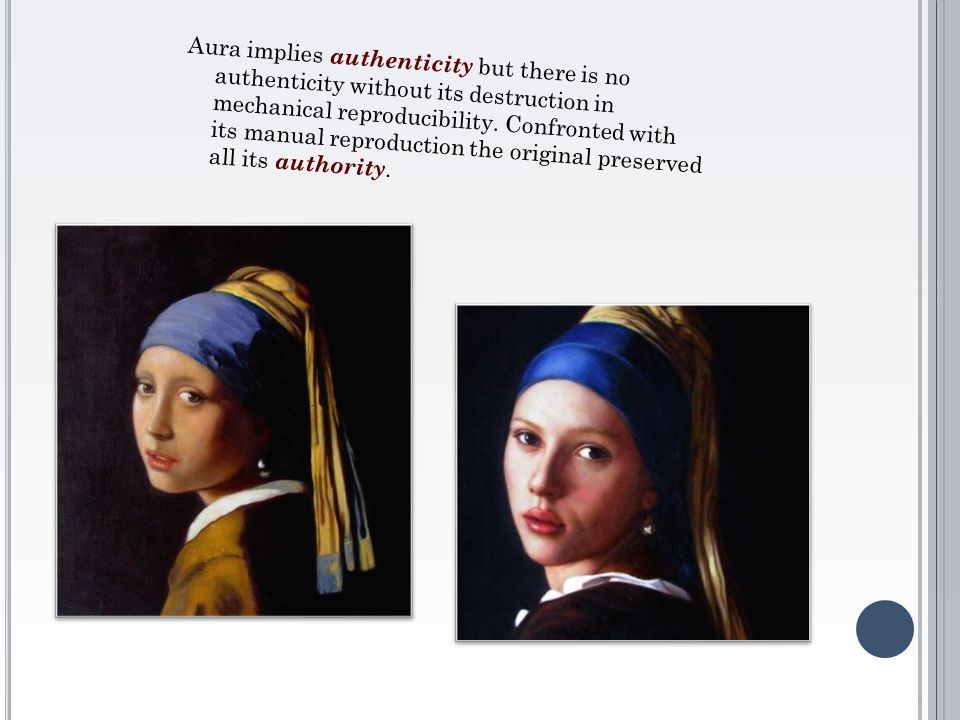 Aura implies authenticity but there is no
authenticity without its destruction in
mechanical reproducibility. Confronted with
its manual reproduction the original preserved
all its authority.